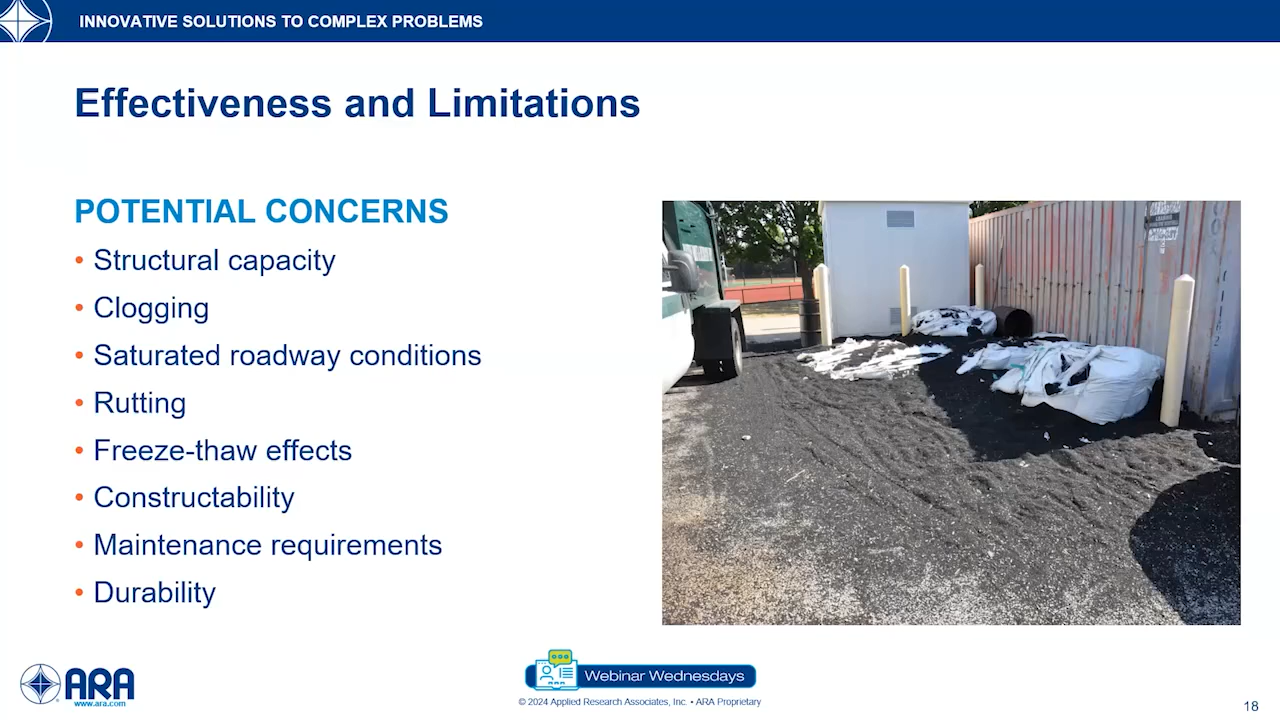 INNOVATIVE SOLUTIONS TO COMPLEX PROBLEMS
Effectiveness and Limitations
POTENTIAL CONCERNS
• Structural capacity
• Clogging
• Saturated roadway conditions
• Rutting
• Freeze-thaw effects
• Constructability
• Maintenance requirements
• Durability
ARA
www.ara.com
Webinar Wednesdays
© 2024 Applied Research Associates, Inc. • ARA Proprietary
18